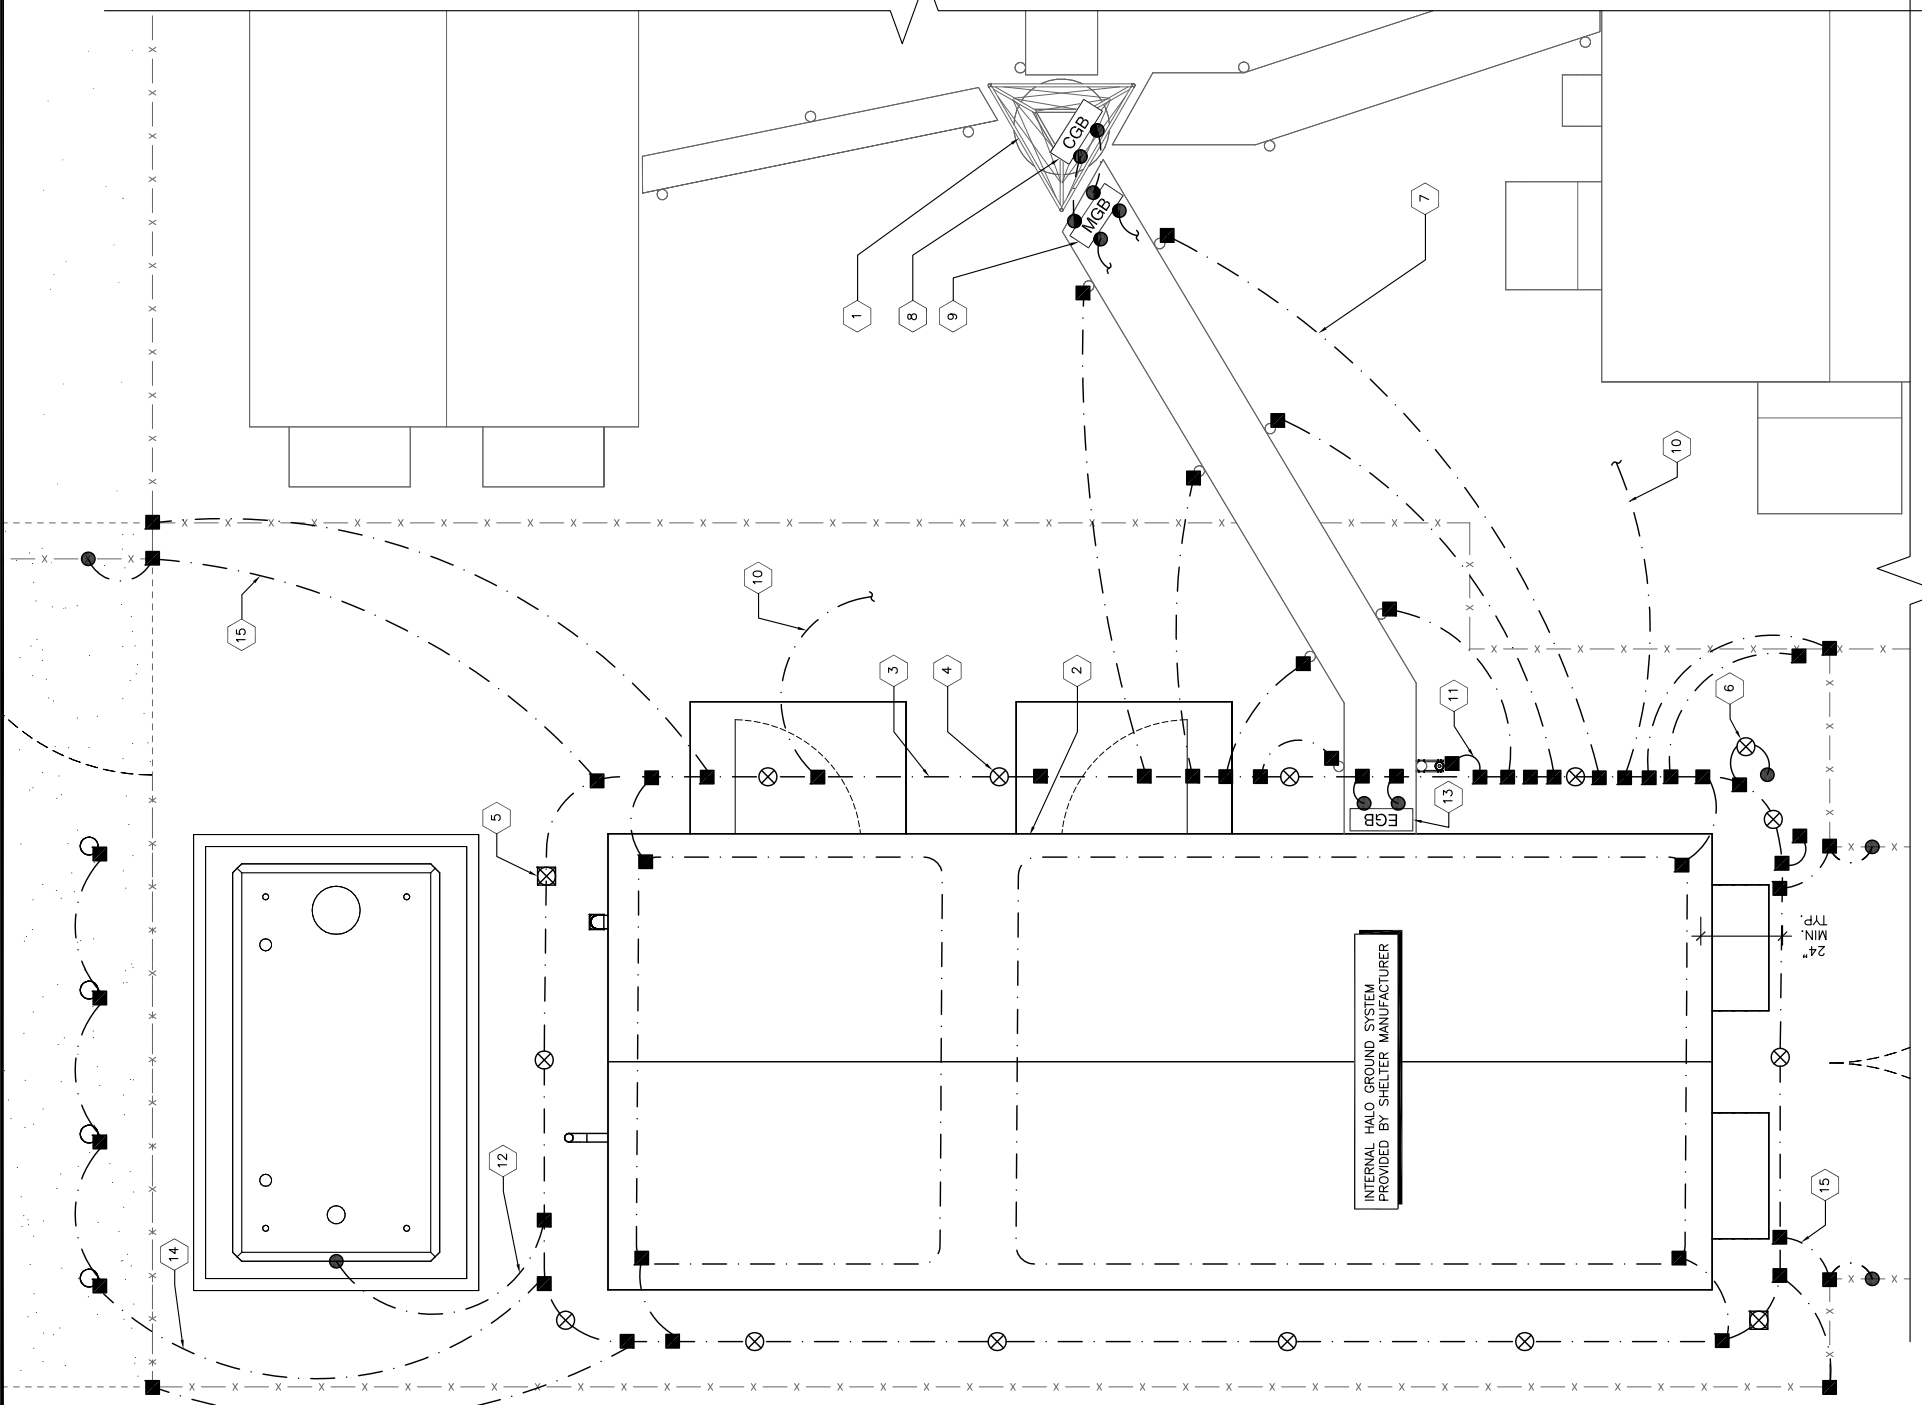 CGB
MGB
1
8
9
7
10
10
15
3
4
2
11
6
5
13
EGB
24"
MIN.
TYP.
INTERNAL HALO GROUND SYSTEM
PROVIDED BY SHELTER MANUFACTURER
12
14
15